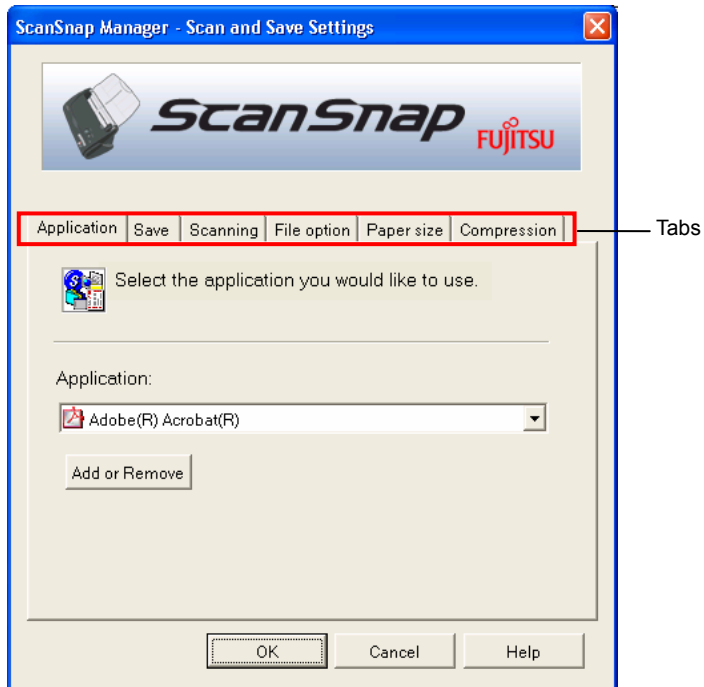 ScanSnap Manager - Scan and Save Settings
ScanSnap
FUJITSU
Application Save Scanning File option Paper size Compression
Tabs
Select the application you would like to use.
Application:
Adobe(R) Acrobat(R)
Add or Remove
OK Cancel Help